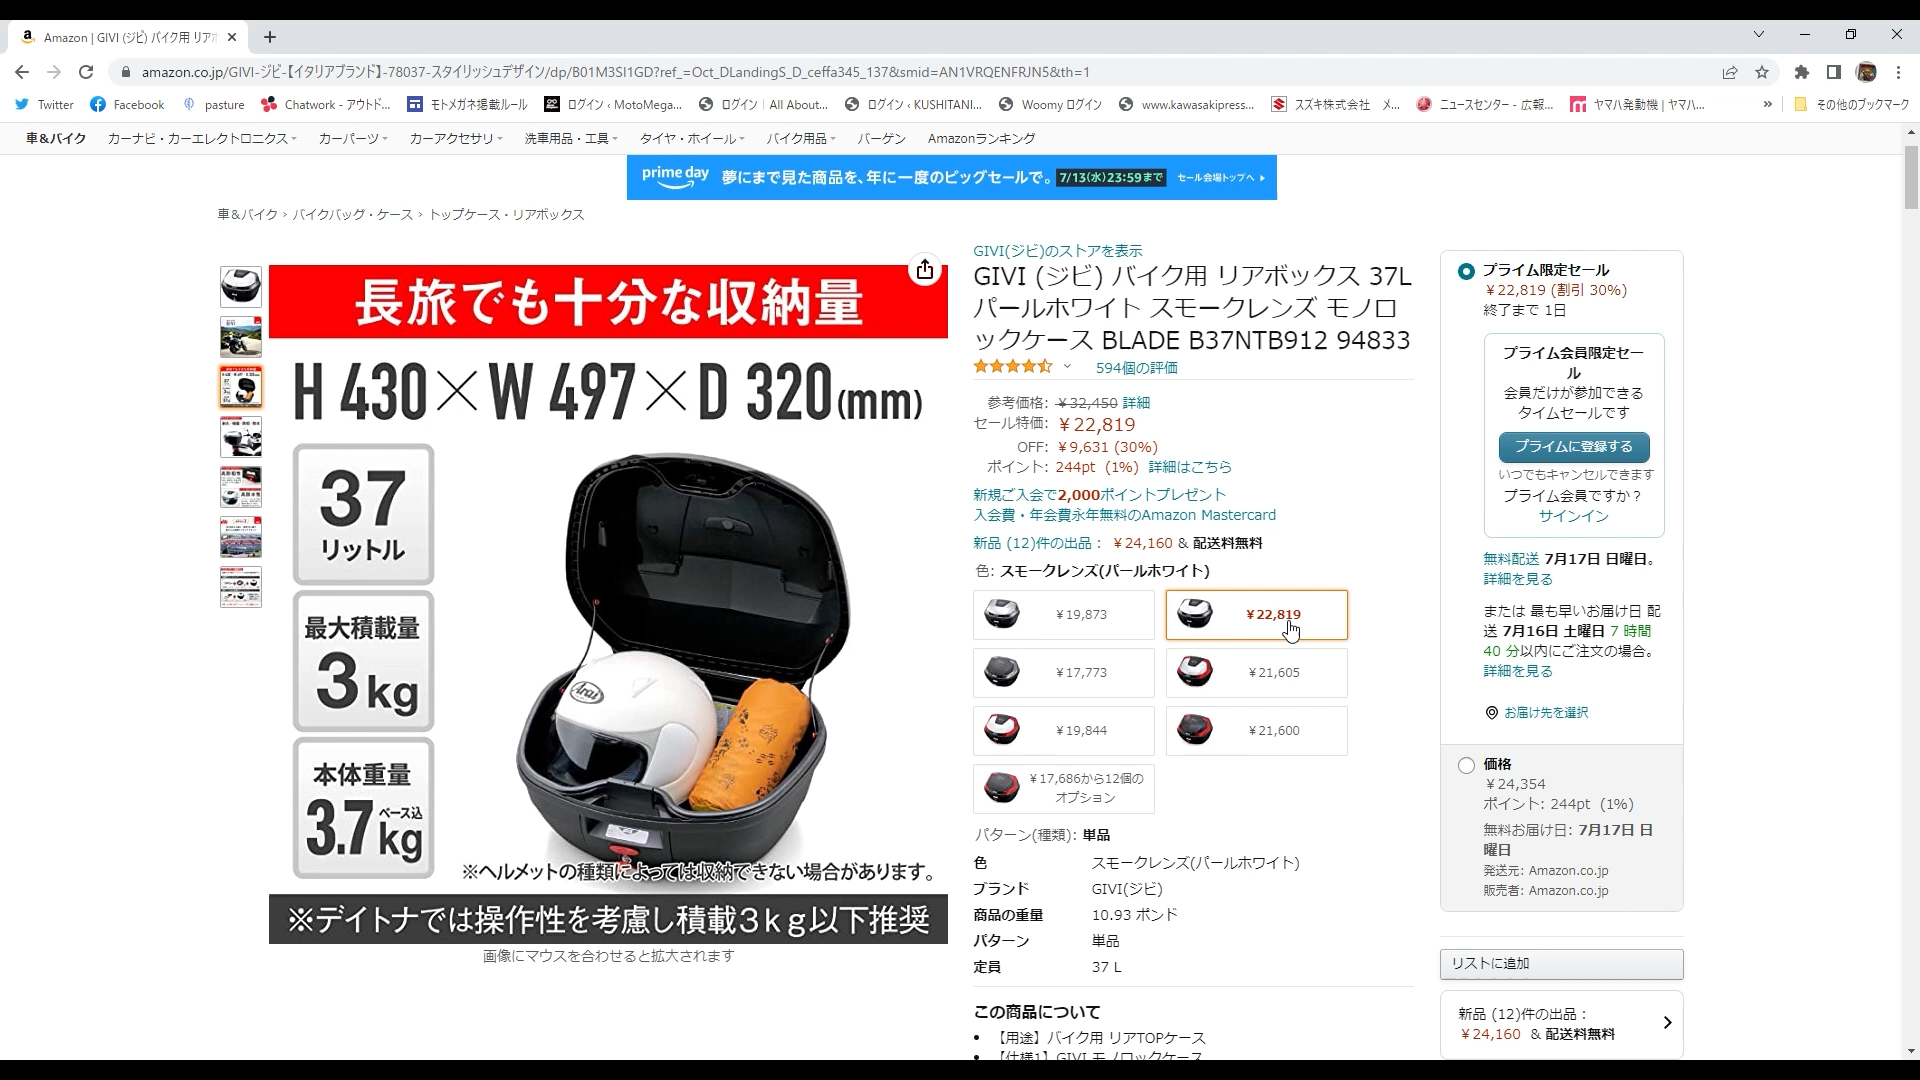 Amazon | GIVI (ジビ) バイク用 リア
amazon.co.jp/GIVI-ジビ-【イタリアブランド】-78037-スタイリッシュデザイン/dp/B01M3SI1GD?ref_=Oct_DLandingS_D_ceffa345_137&smid=AN1VRQENFRJN5&th=1
Twitter Facebook pasture Chatwork - アウトド... モトメガネ掲載ルール ログイン ‹ MotoMega... ログイン | All About... ログイン ‹ KUSHITANI... Woomy ログイン www.kawasakipress... スズキ株式会社 メ... ニュースセンター - 広報... ヤマハ発動機 | ヤマハ... » その他のブックマーク
車&バイク カーナビ・カーエレクトロニクス カーパーツ カーアクセサリ 洗車用品・工具 タイヤ・ホイール バイク用品 バーゲン Amazonランキング
prime day 夢にまで見た商品を、年に一度のビッグセールで。 7/13(水)23:59まで セール会場トップへ
車&バイク › バイクバッグ・ケース › トップケース・リアボックス
長旅でも十分な収納量
H 430×W 497×D 320(mm)
37
リットル
最大積載量
3kg
本体重量
3.7kg ベース込
Arai
※ヘルメットの種類によっては収納できない場合があります。
※デイトナでは操作性を考慮し積載3kg以下推奨
画像にマウスを合わせると拡大されます
GIVI(ジビ)のストアを表示
GIVI (ジビ) バイク用 リアボックス 37L
パールホワイト スモークレンズ モノロ
ックケース BLADE B37NTB912 94833
594個の評価
参考価格: ￥32,450 詳細
セール特価: ￥22,819
OFF: ￥9,631 (30%)
ポイント: 244pt (1%) 詳細はこちら
新規ご入会で2,000ポイントプレゼント
入会費・年会費永年無料のAmazon Mastercard
新品 (12)件の出品： ￥24,160 & 配送料無料
色: スモークレンズ(パールホワイト)
￥19,873 ￥22,819
￥17,773 ￥21,605
￥19,844 ￥21,600
￥17,686から12個の
オプション
パターン(種類): 単品
色 スモークレンズ(パールホワイト)
ブランド GIVI(ジビ)
商品の重量 10.93 ポンド
パターン 単品
定員 37 L
この商品について
• 【用途】バイク用 リアTOPケース
• 【仕様1】GIVI モノロックケース
プライム限定セール
￥22,819 (割引 30%)
終了まで 1日
プライム会員限定セー
ル
会員だけが参加できる
タイムセールです
プライムに登録する
いつでもキャンセルできます
プライム会員ですか？
サインイン
無料配送 7月17日 日曜日。
詳細を見る
または 最も早いお届け日 配
送 7月16日 土曜日 7 時間
40 分以内にご注文の場合。
詳細を見る
お届け先を選択
価格
￥24,354
ポイント: 244pt (1%)
無料お届け日: 7月17日 日
曜日
発送元: Amazon.co.jp
販売者: Amazon.co.jp
リストに追加
新品 (12)件の出品：
￥24,160 & 配送料無料